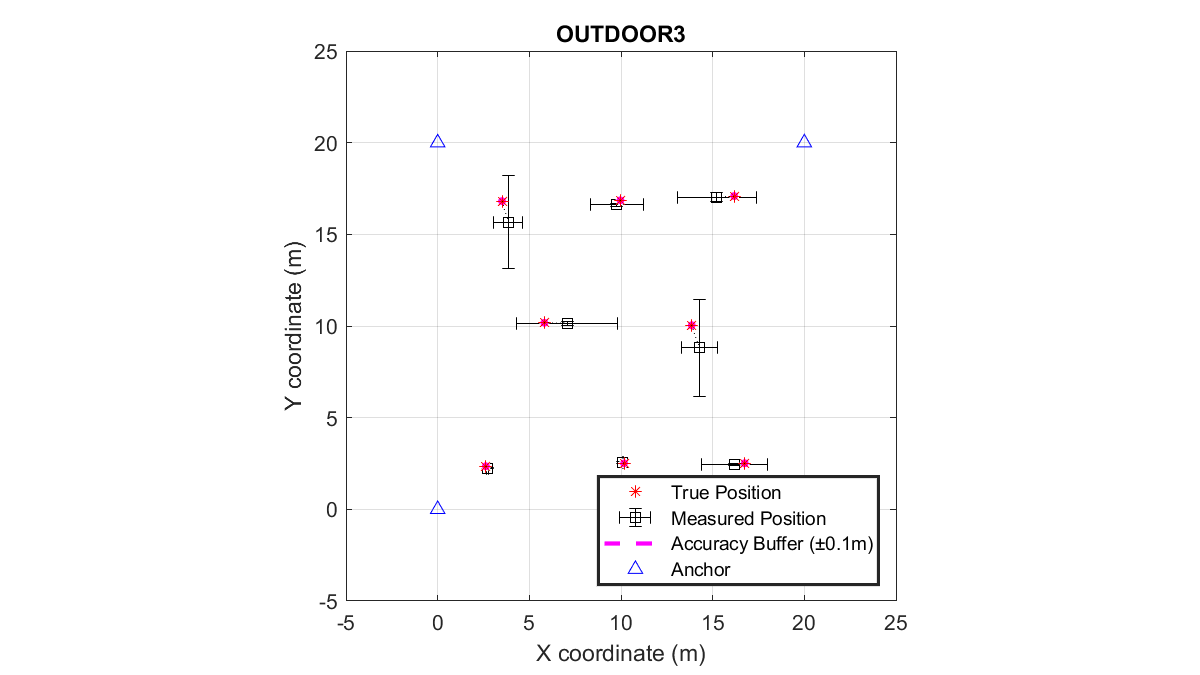 OUTDOOR3
25
20
15
10
5
0
-5
Y coordinate (m)
True Position
Measured Position
Accuracy Buffer (±0.1m)
Anchor
-5 0 5 10 15 20 25
X coordinate (m)